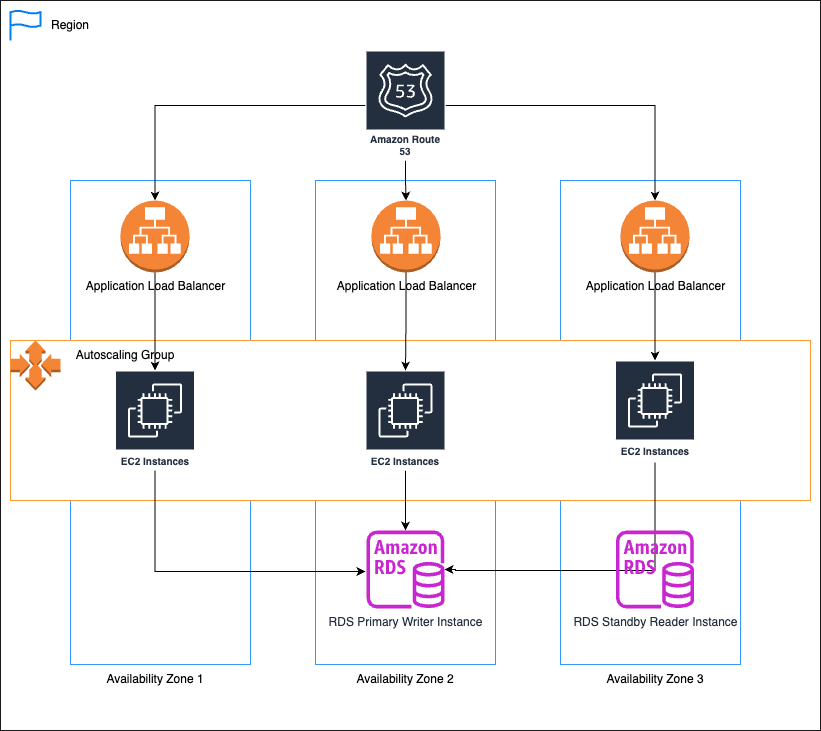 Region
53
Amazon Route
53
Application Load Balancer
Application Load Balancer
Application Load Balancer
Autoscaling Group
EC2 Instances
EC2 Instances
EC2 Instances
Amazon
RDS
RDS Primary Writer Instance
Amazon
RDS
RDS Standby Reader Instance
Availability Zone 1
Availability Zone 2
Availability Zone 3